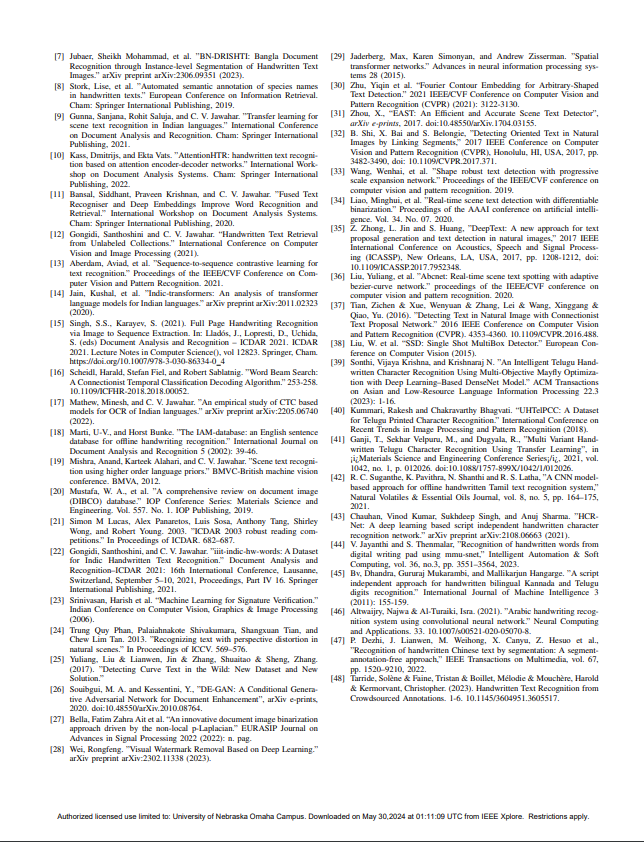 [7] Jubaer, Sheikh Mohammad, et al. "BN-DRISHTI: Bangla Document
Recognition through Instance-level Segmentation of Handwritten Text
Images." arXiv preprint arXiv:2306.09351 (2023).
[8] Stork, Lise, et al. "Automated semantic annotation of species names
in handwritten texts." European Conference on Information Retrieval.
Cham: Springer International Publishing, 2019.
[9] Gunna, Sanjana, Rohit Saluja, and C. V. Jawahar. "Transfer learning for
scene text recognition in Indian languages." International Conference
on Document Analysis and Recognition. Cham: Springer International
Publishing, 2021.
[10] Kass, Dmitrijs, and Ekta Vats. "AttentionHTR: handwritten text recogni-
tion based on attention encoder-decoder networks." International Work-
shop on Document Analysis Systems. Cham: Springer International
Publishing, 2022.
[11] Bansal, Siddhant, Praveen Krishnan, and C. V. Jawahar. "Fused Text
Recogniser and Deep Embeddings Improve Word Recognition and
Retrieval." International Workshop on Document Analysis Systems.
Cham: Springer International Publishing, 2020.
[12] Gongidi, Santhoshini and C. V. Jawahar. "Handwritten Text Retrieval
from Unlabeled Collections." International Conference on Computer
Vision and Image Processing (2021).
[13] Aberdam, Aviad, et al. "Sequence-to-sequence contrastive learning for
text recognition." Proceedings of the IEEE/CVF Conference on Com-
puter Vision and Pattern Recognition. 2021.
[14] Jain, Kushal, et al. "Indic-transformers: An analysis of transformer
language models for Indian languages." arXiv preprint arXiv:2011.02323
(2020).
[15] Singh, S.S., Karayev, S. (2021). Full Page Handwriting Recognition
via Image to Sequence Extraction. In: Lladós, J., Lopresti, D., Uchida,
S. (eds) Document Analysis and Recognition – ICDAR 2021. ICDAR
2021. Lecture Notes in Computer Science(), vol 12823. Springer, Cham.
https://doi.org/10.1007/978-3-030-86334-0_4
[16] Scheidl, Harald, Stefan Fiel, and Robert Sablatnig. "Word Beam Search:
A Connectionist Temporal Classification Decoding Algorithm." 253-258.
10.1109/ICFHR-2018.2018.00052.
[17] Mathew, Minesh, and C. V. Jawahar. "An empirical study of CTC based
models for OCR of Indian languages." arXiv preprint arXiv:2205.06740
(2022).
[18] Marti, U-V., and Horst Bunke. "The IAM-database: an English sentence
database for offline handwriting recognition." International Journal on
Document Analysis and Recognition 5 (2002): 39-46.
[19] Mishra, Anand, Karteek Alahari, and C. V. Jawahar. "Scene text recogni-
tion using higher order language priors." BMVC-British machine vision
conference. BMVA, 2012.
[20] Mustafa, W. A., et al. "A comprehensive review on document image
(DIBCO) database." IOP Conference Series: Materials Science and
Engineering. Vol. 557. No. 1. IOP Publishing, 2019.
[21] Simon M Lucas, Alex Panaretos, Luis Sosa, Anthony Tang, Shirley
Wong, and Robert Young. 2003. "ICDAR 2003 robust reading com-
petitions." In Proceedings of ICDAR. 682–687.
[22] Gongidi, Santhoshini, and C. V. Jawahar. "iiit-indic-hw-words: A Dataset
for Indic Handwritten Text Recognition." Document Analysis and
Recognition–ICDAR 2021: 16th International Conference, Lausanne,
Switzerland, September 5–10, 2021, Proceedings, Part IV 16. Springer
International Publishing, 2021.
[23] Srinivasan, Harish et al. "Machine Learning for Signature Verification."
Indian Conference on Computer Vision, Graphics & Image Processing
(2006).
[24] Trung Quy Phan, Palaiahnakote Shivakumara, Shangxuan Tian, and
Chew Lim Tan. 2013. "Recognizing text with perspective distortion in
natural scenes." In Proceedings of ICCV. 569–576.
[25] Yuliang, Liu & Lianwen, Jin & Zhang, Shuaitao & Sheng, Zhang.
(2017). "Detecting Curve Text in the Wild: New Dataset and New
Solution."
[26] Souibgui, M. A. and Kessentini, Y., "DE-GAN: A Conditional Genera-
tive Adversarial Network for Document Enhancement", arXiv e-prints,
2020. doi:10.48550/arXiv.2010.08764.
[27] Bella, Fatim Zahra Ait et al. "An innovative document image binarization
approach driven by the non-local p-Laplacian." EURASIP Journal on
Advances in Signal Processing 2022 (2022): n. pag.
[28] Wei, Rongfeng. "Visual Watermark Removal Based on Deep Learning."
arXiv preprint arXiv:2302.11338 (2023).
[29] Jaderberg, Max, Karen Simonyan, and Andrew Zisserman. "Spatial
transformer networks." Advances in neural information processing sys-
tems 28 (2015).
[30] Zhu, Yiqin et al. "Fourier Contour Embedding for Arbitrary-Shaped
Text Detection." 2021 IEEE/CVF Conference on Computer Vision and
Pattern Recognition (CVPR) (2021): 3122-3130.
[31] Zhou, X., "EAST: An Efficient and Accurate Scene Text Detector",
arXiv e-prints, 2017. doi:10.48550/arXiv.1704.03155.
[32] B. Shi, X. Bai and S. Belongie, "Detecting Oriented Text in Natural
Images by Linking Segments," 2017 IEEE Conference on Computer
Vision and Pattern Recognition (CVPR), Honolulu, HI, USA, 2017, pp.
3482-3490, doi: 10.1109/CVPR.2017.371.
[33] Wang, Wenhai, et al. "Shape robust text detection with progressive
scale expansion network." Proceedings of the IEEE/CVF conference on
computer vision and pattern recognition. 2019.
[34] Liao, Minghui, et al. "Real-time scene text detection with differentiable
binarization." Proceedings of the AAAI conference on artificial intelli-
gence. Vol. 34. No. 07. 2020.
[35] Z. Zhong, L. Jin and S. Huang, "DeepText: A new approach for text
proposal generation and text detection in natural images," 2017 IEEE
International Conference on Acoustics, Speech and Signal Process-
ing (ICASSP), New Orleans, LA, USA, 2017, pp. 1208-1212, doi:
10.1109/ICASSP.2017.7952348.
[36] Liu, Yuliang, et al. "Abcnet: Real-time scene text spotting with adaptive
bezier-curve network." proceedings of the IEEE/CVF conference on
computer vision and pattern recognition. 2020.
[37] Tian, Zichen & Xue, Wenyuan & Zhang, Lei & Wang, Xinggang &
Qiao, Yu. (2016). "Detecting Text in Natural Image with Connectionist
Text Proposal Network." 2016 IEEE Conference on Computer Vision
and Pattern Recognition (CVPR). 4353-4360. 10.1109/CVPR.2016.488.
[38] Liu, W. et al. "SSD: Single Shot MultiBox Detector." European Con-
ference on Computer Vision (2015).
[39] Sonthi, Vijaya Krishna, and Krishnaraj N. "An Intelligent Telugu Hand-
written Character Recognition Using Multi-Objective Mayfly Optimiza-
tion with Deep Learning–Based DenseNet Model." ACM Transactions
on Asian and Low-Resource Language Information Processing 22.3
(2023): 1-16.
[40] Kummari, Rakesh and Chakravarthy Bhagvati. "UHTelPCC: A Dataset
for Telugu Printed Character Recognition." International Conference on
Recent Trends in Image Processing and Pattern Recognition (2018).
[41] Ganji, T., Sekhar Velpuru, M., and Dugyala, R., "Multi Variant Hand-
written Telugu Character Recognition Using Transfer Learning", in
¡i¿Materials Science and Engineering Conference Series¡/i¿, 2021, vol.
1042, no. 1, p. 012026. doi:10.1088/1757-899X/1042/1/012026.
[42] R. C. Suganthe, K. Pavithra, N. Shanthi and R. S. Latha, "A CNN model-
based approach for offline handwritten Tamil text recognition system,"
Natural Volatiles & Essential Oils Journal, vol. 8, no. 5, pp. 164–175,
2021.
[43] Chauhan, Vinod Kumar, Sukhdeep Singh, and Anuj Sharma. "HCR-
Net: A deep learning based script independent handwritten character
recognition network." arXiv preprint arXiv:2108.06663 (2021).
[44] V. Jayanthi and S. Thenmalar, "Recognition of handwritten words from
digital writing pad using mmu-snet," Intelligent Automation & Soft
Computing, vol. 36, no.3, pp. 3551–3564, 2023.
[45] Bv, Dhandra, Gururaj Mukarambi, and Mallikarjun Hangarge. "A script
independent approach for handwritten bilingual Kannada and Telugu
digits recognition." International Journal of Machine Intelligence 3
(2011): 155-159.
[46] Altwaijry, Najwa & Al-Turaiki, Isra. (2021). "Arabic handwriting recog-
nition system using convolutional neural network." Neural Computing
and Applications. 33. 10.1007/s00521-020-05070-8.
[47] P. Dezhi, J. Lianwen, M. Weihong, X. Canyu, Z. Hesuo et al.,
"Recognition of handwritten Chinese text by segmentation: A segment-
annotation-free approach," IEEE Transactions on Multimedia, vol. 67,
pp. 1520–9210, 2022.
[48] Tarride, Solène & Faine, Tristan & Boillet, Mélodie & Mouchère, Harold
& Kermorvant, Christopher. (2023). Handwritten Text Recognition from
Crowdsourced Annotations. 1-6. 10.1145/3604951.3605517.
Authorized licensed use limited to: University of Nebraska Omaha Campus. Downloaded on May 30,2024 at 01:11:09 UTC from IEEE Xplore. Restrictions apply.